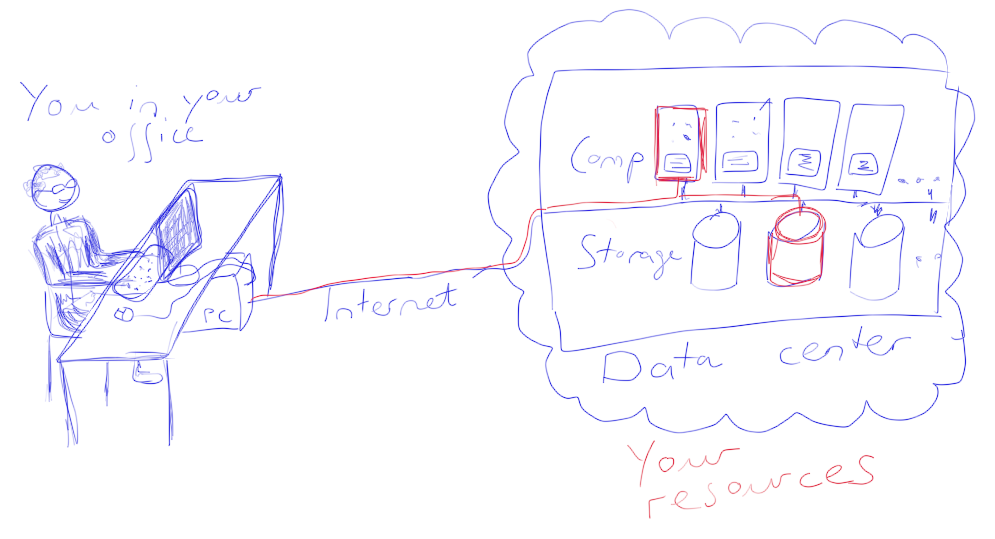 You in your
office
PC
Internet
Comp
Storage
Data center
Your
resources